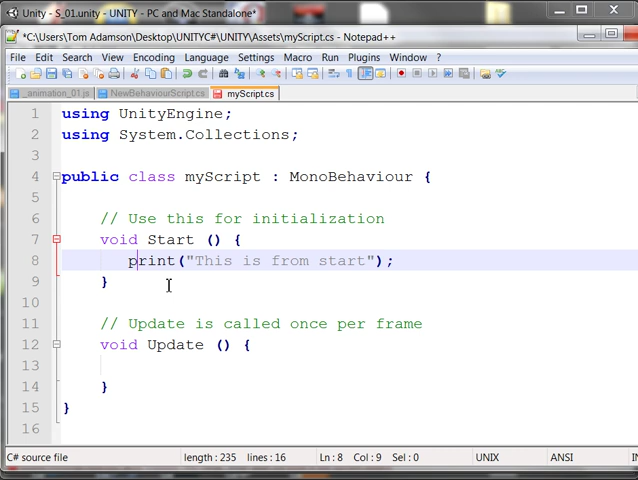 Unity - S_01.unity - UNITY - PC and Mac Standalone*
*C:\Users\Tom Adamson\Desktop\UNITYC#\UNITY\Assets\myScript.cs - Notepad++
File Edit Search View Encoding Language Settings Macro Run Plugins Window ?
_animation_01.js NewBehaviourScript.cs myScript.cs
1 using UnityEngine;
2 using System.Collections;
3
4 public class myScript : MonoBehaviour {
5
6 // Use this for initialization
7 void Start () {
8 print("This is from start");
9 }
10
11 // Update is called once per frame
12 void Update () {
13
14 }
15 }
16
C# source file length : 235 lines : 16 Ln : 8 Col : 9 Sel : 0 UNIX ANSI IN